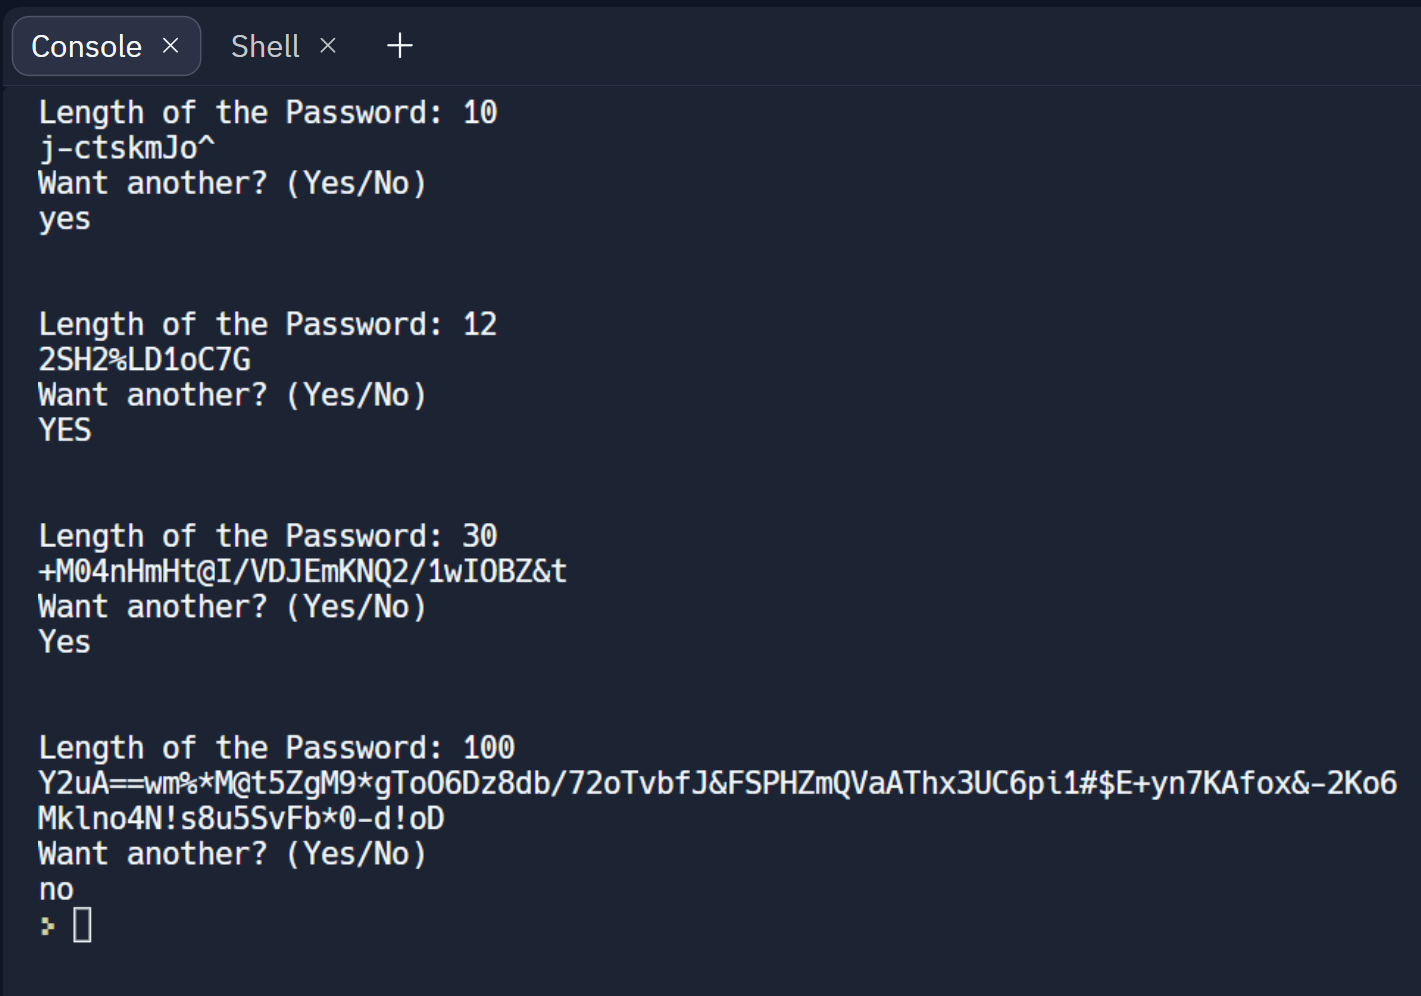 Console × Shell × +
Length of the Password: 10
j-ctskmJo^
Want another? (Yes/No)
yes
Length of the Password: 12
2SH2%LD1oC7G
Want another? (Yes/No)
YES
Length of the Password: 30
+M04nHmHt@I/VDJEmKNQ2/1wIOBZ&t
Want another? (Yes/No)
Yes
Length of the Password: 100
Y2uA==wm%*M@t5ZgM9*gToO6Dz8db/72oTvbfJ&FSPHZmQVaAThx3UC6pi1#$E+yn7KAfox&-2Ko6
Mklno4N!s8u5SvFb*0-d!oD
Want another? (Yes/No)
no
>